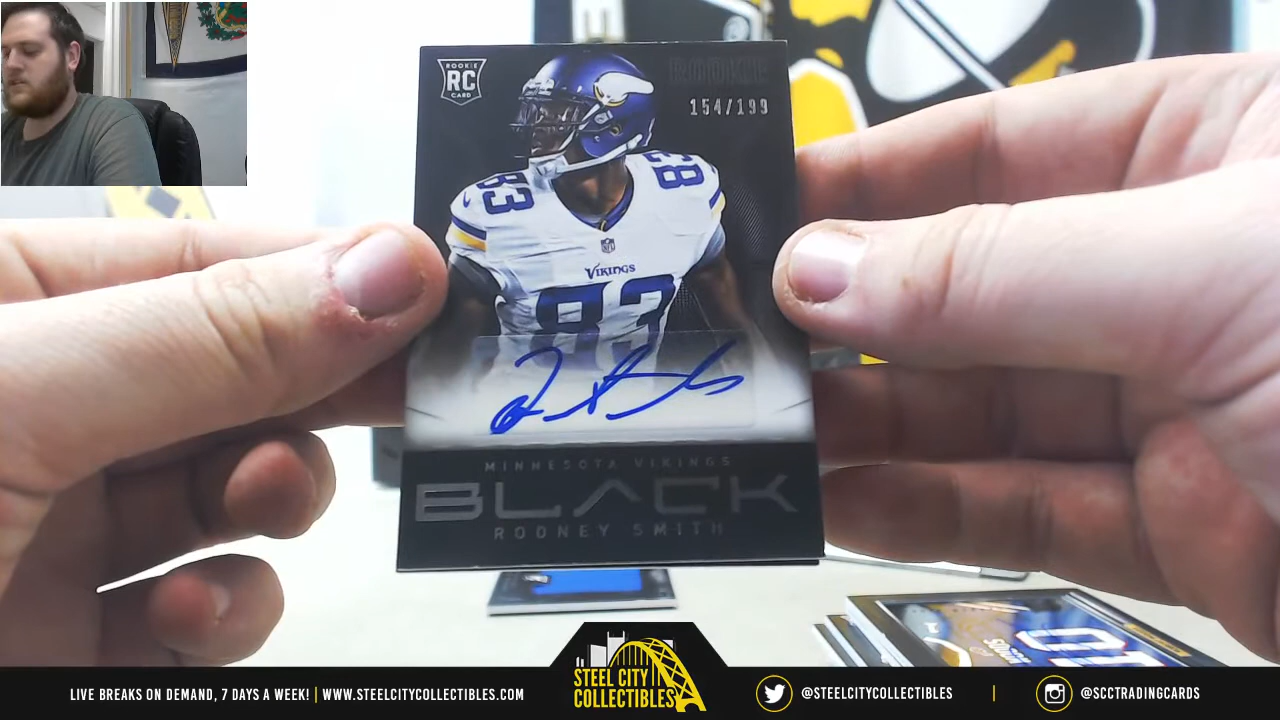 ROOKIE
RC
CARD
ROOKIE
154/199
83
83
VIKINGS
83
MINNESOTA VIKINGS
BLACK
RODNEY SMITH
STEEL CITY
COLLECTIBLES
LIVE BREAKS ON DEMAND, 7 DAYS A WEEK! | WWW.STEELCITYCOLLECTIBLES.COM
@STEELCITYCOLLECTIBLES | @SCCTRADINGCARDS